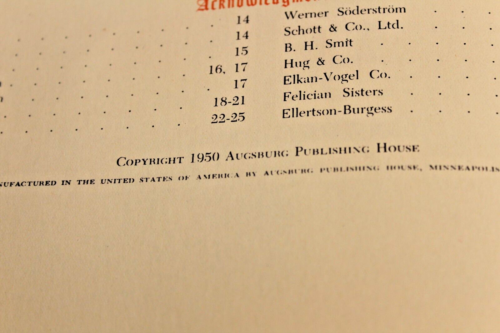 Acknowledgmen
14 Werner Söderström
14 Schott & Co., Ltd.
15 B. H. Smit
16, 17 Hug & Co.
17 Elkan-Vogel Co.
18-21 Felician Sisters
22-25 Ellertson-Burgess
COPYRIGHT 1950 AUGSBURG PUBLISHING HOUSE
NUFACTURED IN THE UNITED STATES OF AMERICA BY AUGSBURG PUBLISHING HOUSE, MINNEAPOLIS